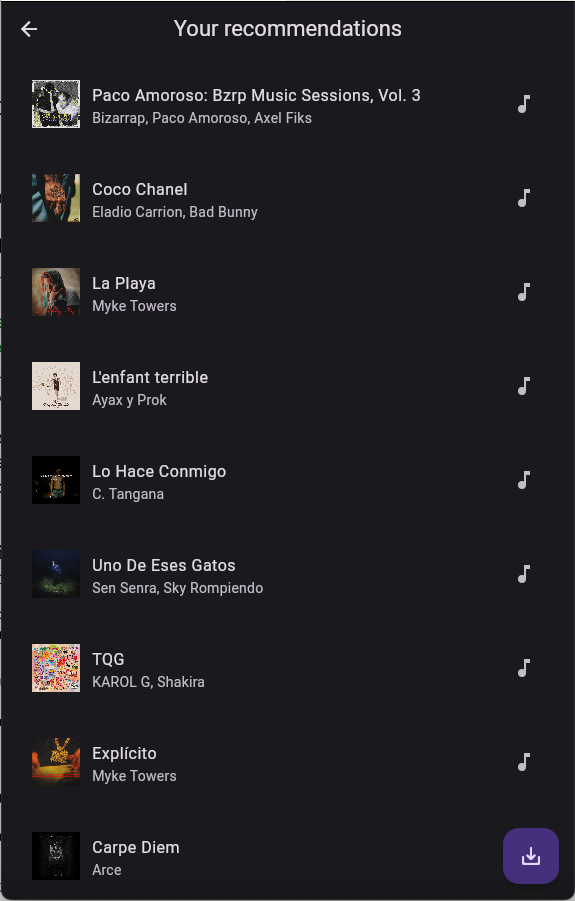 Your recommendations
Paco Amoroso: Bzrp Music Sessions, Vol. 3
Bizarrap, Paco Amoroso, Axel Fiks
Coco Chanel
Eladio Carrion, Bad Bunny
La Playa
Myke Towers
L'enfant terrible
Ayax y Prok
Lo Hace Conmigo
C. Tangana
Uno De Eses Gatos
Sen Senra, Sky Rompiendo
TQG
KAROL G, Shakira
Explícito
Myke Towers
Carpe Diem
Arce